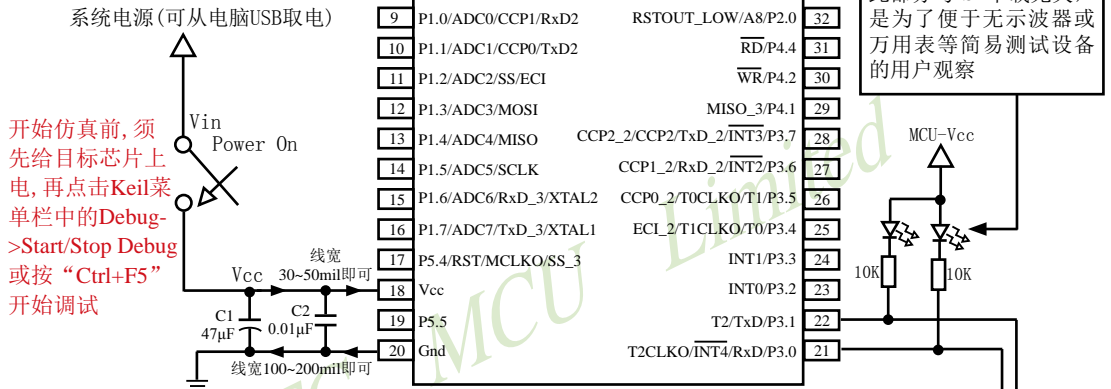 系统电源(可从电脑USB取电)
Vin
Power On
开始仿真前,须
先给目标芯片上
电,再点击Keil菜
单栏中的Debug-
>Start/Stop Debug
或按“Ctrl+F5”
开始调试
Vcc
线宽
30~50mil即可
C1
47μF
C2
0.01μF
线宽100~200mil即可
9 P1.0/ADC0/CCP1/RxD2
10 P1.1/ADC1/CCP0/TxD2
11 P1.2/ADC2/SS/ECI
12 P1.3/ADC3/MOSI
13 P1.4/ADC4/MISO
14 P1.5/ADC5/SCLK
15 P1.6/ADC6/RxD_3/XTAL2
16 P1.7/ADC7/TxD_3/XTAL1
17 P5.4/RST/MCLKO/SS_3
18 Vcc
19 P5.5
20 Gnd
RSTOUT_LOW/A8/P2.0 32
RD/P4.4 31
WR/P4.2 30
MISO_3/P4.1 29
CCP2_2/CCP2/TxD_2/INT3/P3.7 28
CCP1_2/RxD_2/INT2/P3.6 27
CCP0_2/T0CLKO/T1/P3.5 26
ECI_2/T1CLKO/T0/P3.4 25
INT1/P3.3 24
INT0/P3.2 23
T2/TxD/P3.1 22
T2CLKO/INT4/RxD/P3.0 21
MCU Limited
是为了便于无示波器或
万用表等简易测试设备
的用户观察
MCU-Vcc
10K
10K